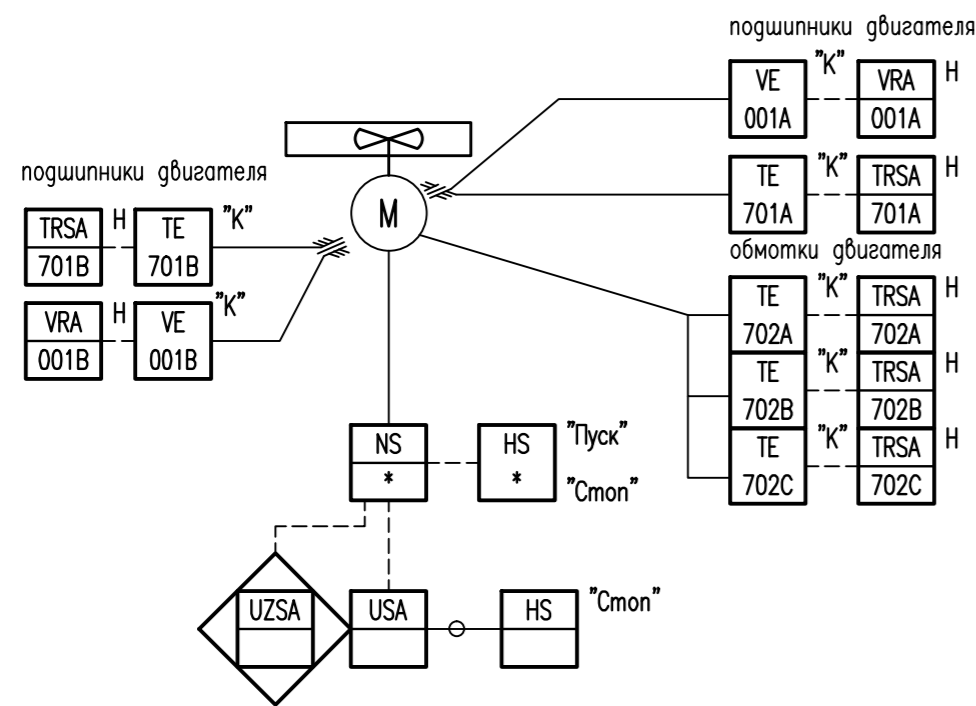 подшипники двигателя
VE "К" VRA H
001A 001A
TE "К" TRSA H
701A 701A
подшипники двигателя
TRSA H TE "К"
701B 701B
VRA H VE "К"
001B 001B
M
обмотки двигателя
TE "К" TRSA H
702A 702A
TE "К" TRSA H
702B 702B
TE "К" TRSA H
702C 702C
NS HS "Пуск"
* * "Стоп"
UZSA USA HS "Стоп"